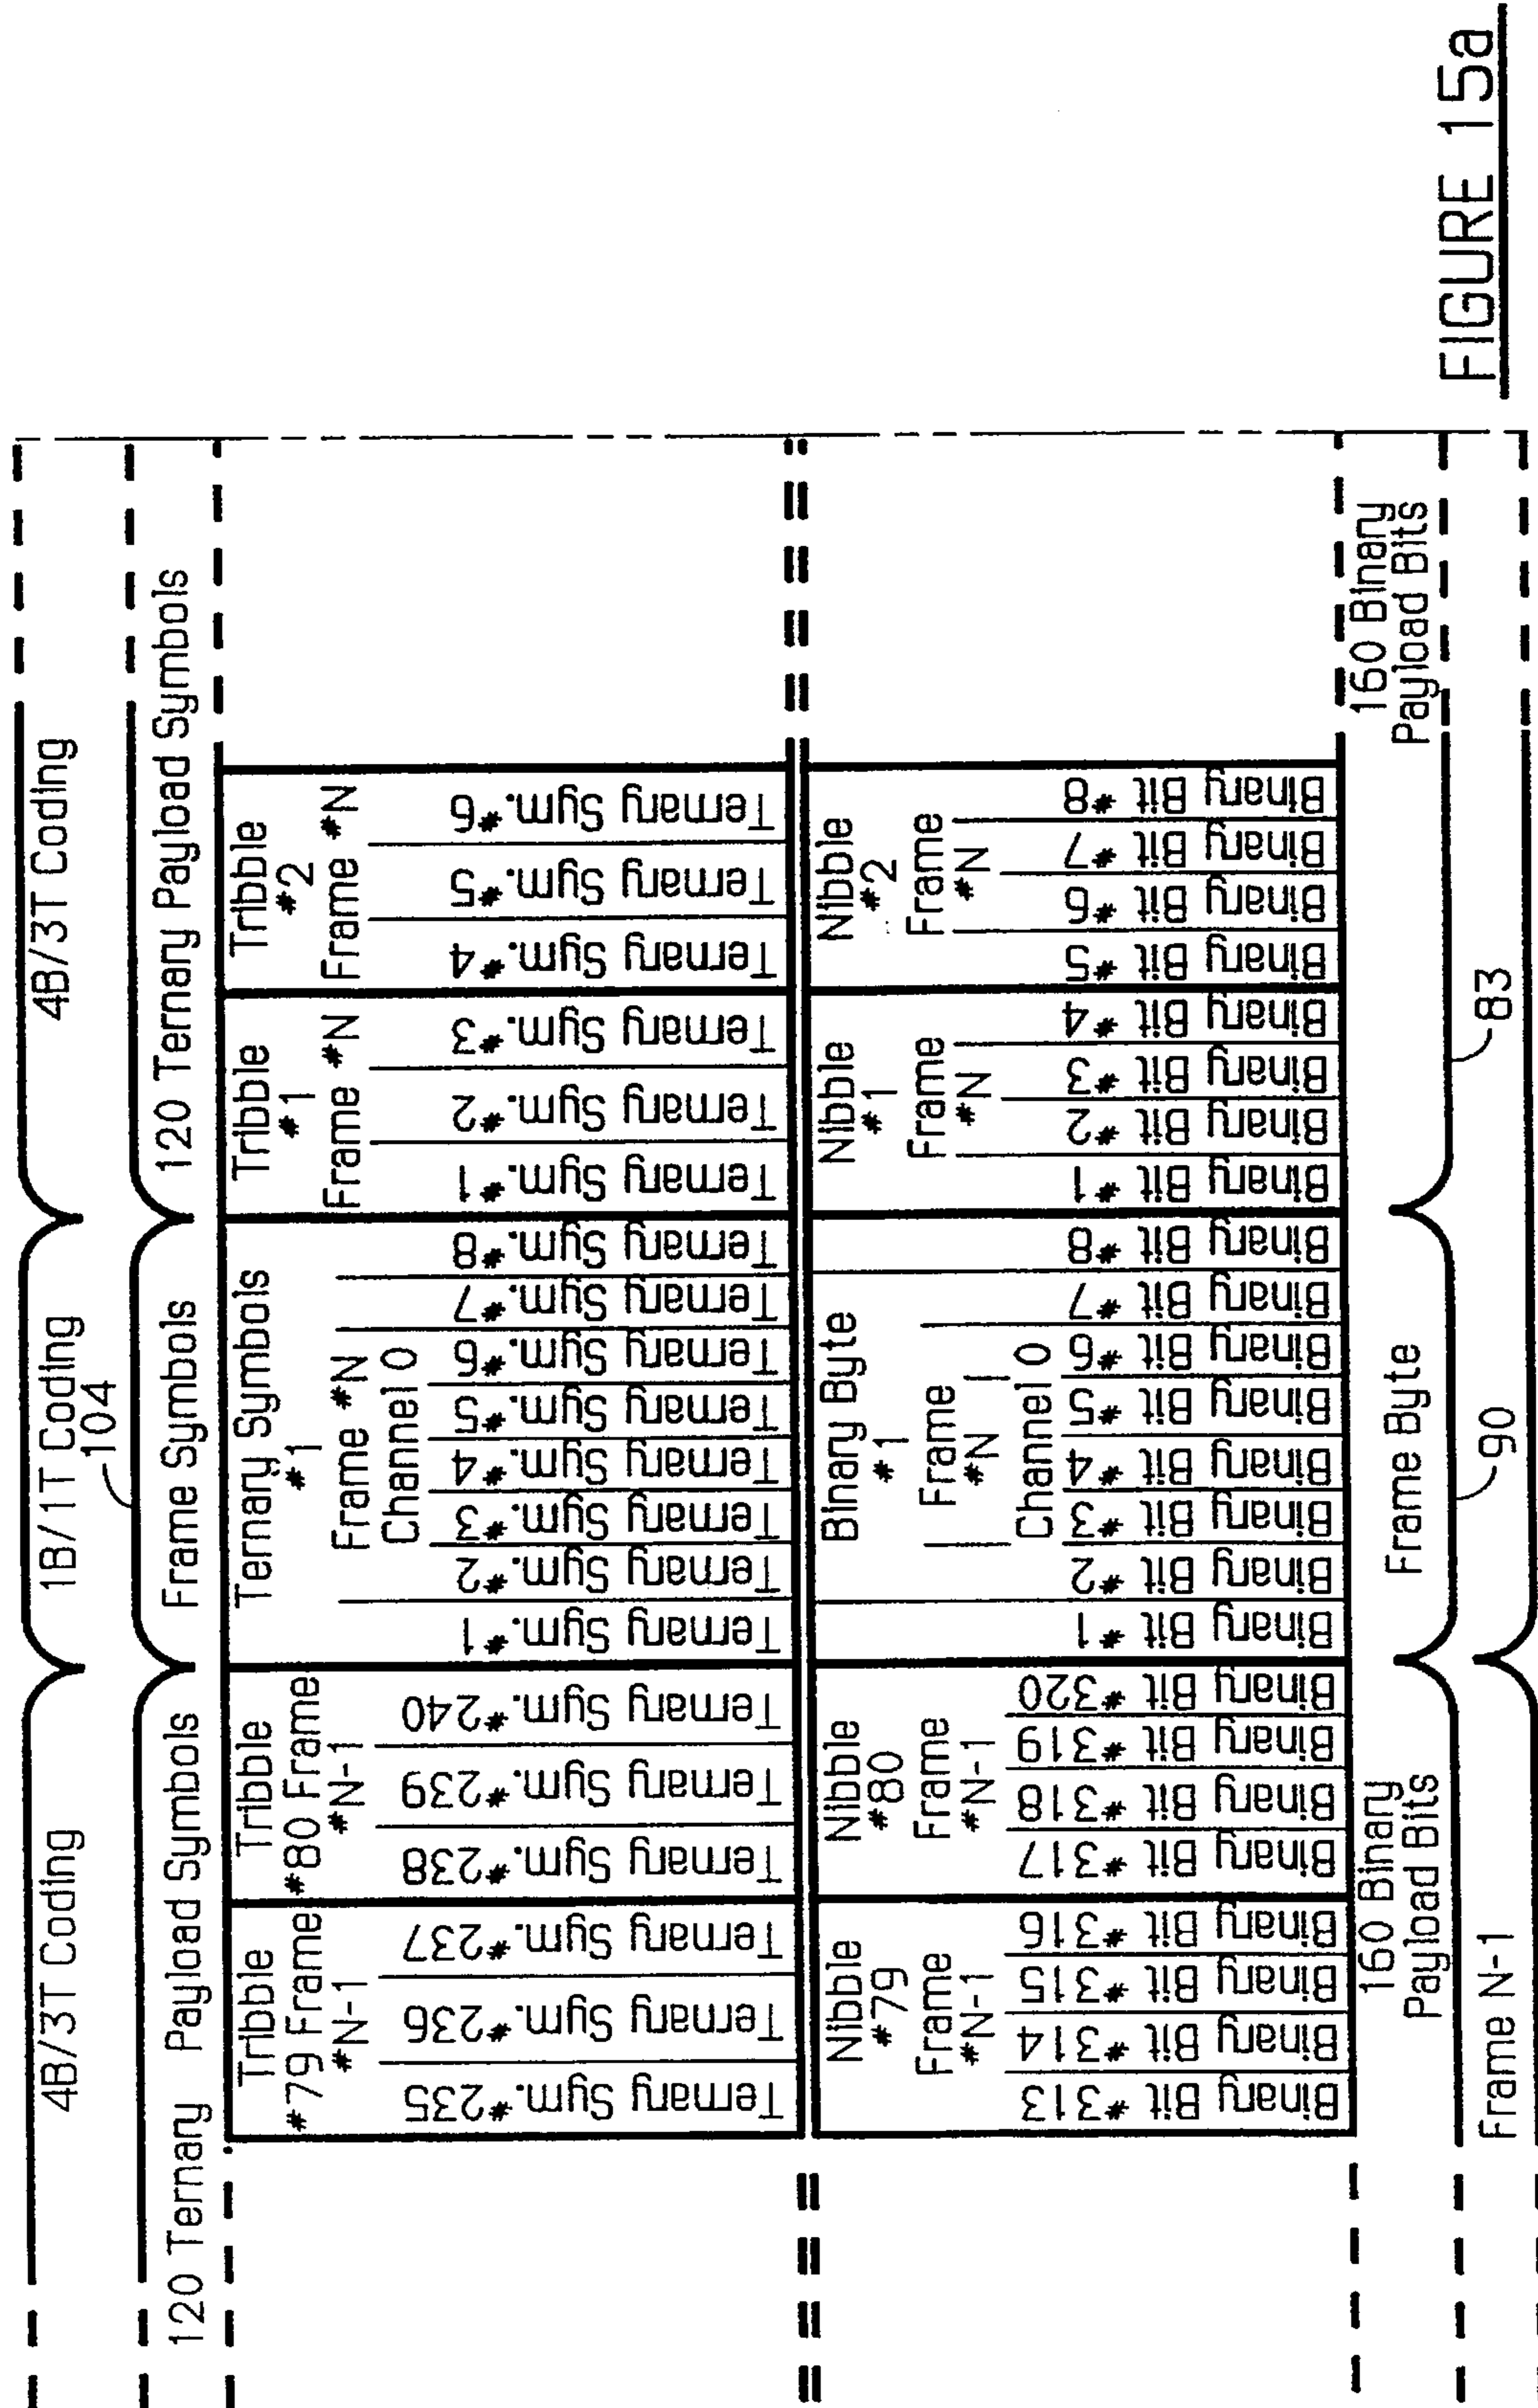 4B/3T Coding
1B/1T Coding
4B/3T Coding
104
120 Ternary Payload Symbols
Frame Symbols
120 Ternary Payload Symbols
Tribble
#79 Frame
#N-1
Tribble
#80 Frame
#N-1
Ternary Symbols
#1
Frame #N
Channel 0
Tribble
#1
Frame #N
Tribble
#2
Frame #N
Ternary Sym. #235
Ternary Sym. #236
Ternary Sym. #237
Ternary Sym. #238
Ternary Sym. #239
Ternary Sym. #240
Ternary Sym. #1
Ternary Sym. #2
Ternary Sym. #3
Ternary Sym. #4
Ternary Sym. #5
Ternary Sym. #6
Ternary Sym. #7
Ternary Sym. #8
Ternary Sym. #1
Ternary Sym. #2
Ternary Sym. #3
Ternary Sym. #4
Ternary Sym. #5
Ternary Sym. #6
Nibble
#79
Frame
#N-1
Nibble
#80
Frame
#N-1
Binary Byte
#1
Frame
#N
Channel 0
Nibble
#1
Frame
#N
Nibble
#2
Frame
#N
Binary Bit #313
Binary Bit #314
Binary Bit #315
Binary Bit #316
Binary Bit #317
Binary Bit #318
Binary Bit #319
Binary Bit #320
Binary Bit #1
Binary Bit #2
Binary Bit #3
Binary Bit #4
Binary Bit #5
Binary Bit #6
Binary Bit #7
Binary Bit #8
Binary Bit #1
Binary Bit #2
Binary Bit #3
Binary Bit #4
Binary Bit #5
Binary Bit #6
Binary Bit #7
Binary Bit #8
160 Binary
Payload Bits
Frame Byte
160 Binary
Payload Bits
Frame N-1
90
83
FIGURE 15a